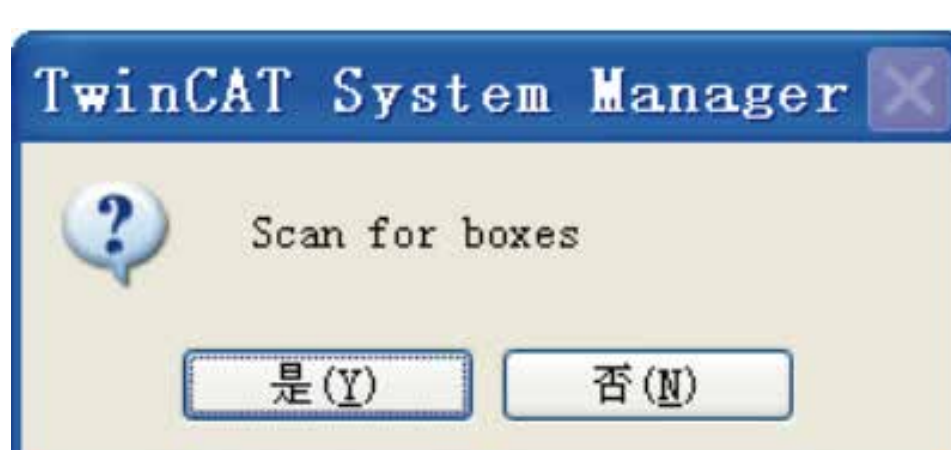 TwinCAT System Manager
Scan for boxes
是(Y) 否(N)